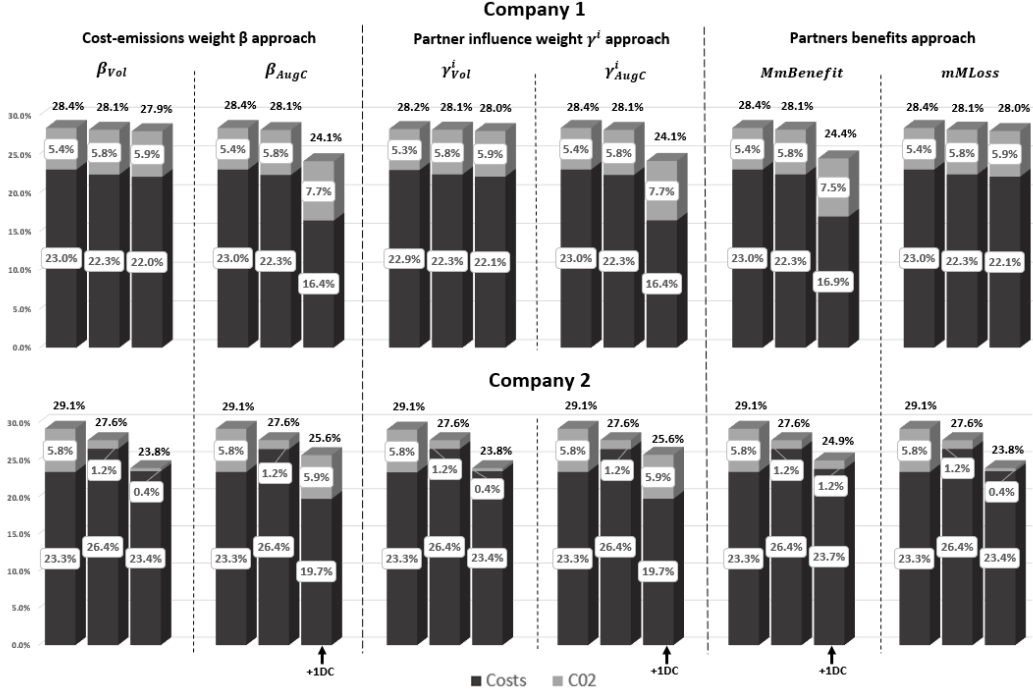 Company 1
Cost-emissions weight β approach
Partner influence weight γ^i approach
Partners benefits approach
β_Vol
β_AugC
γ^i_Vol
γ^i_AugC
MmBenefit
mMLoss
28.4% 28.1% 27.9% 28.4% 28.1% 24.1% 28.2% 28.1% 28.0% 28.4% 28.1% 24.1% 28.4% 28.1% 24.4% 28.4% 28.1% 28.0%
30.0%
25.0%
20.0%
15.0%
10.0%
5.0%
0.0%
5.4% 5.8% 5.9% 5.4% 5.8% 7.7% 5.3% 5.8% 5.9% 5.4% 5.8% 7.7% 5.4% 5.8% 7.5% 5.4% 5.8% 5.9%
23.0% 22.3% 22.0% 23.0% 22.3% 16.4% 22.9% 22.3% 22.1% 23.0% 22.3% 16.4% 23.0% 22.3% 16.9% 23.0% 22.3% 22.1%
Company 2
29.1% 27.6% 23.8% 29.1% 27.6% 25.6% 29.1% 27.6% 23.8% 29.1% 27.6% 25.6% 29.1% 27.6% 24.9% 29.1% 27.6% 23.8%
30.0%
25.0%
20.0%
15.0%
10.0%
5.0%
0.0%
5.8% 1.2% 0.4% 5.8% 1.2% 5.9% 5.8% 1.2% 0.4% 5.8% 1.2% 5.9% 5.8% 1.2% 1.2% 5.8% 1.2% 0.4%
23.3% 26.4% 23.4% 23.3% 26.4% 19.7% 23.3% 26.4% 23.4% 23.3% 26.4% 19.7% 23.3% 26.4% 23.7% 23.3% 26.4% 23.4%
+1DC +1DC +1DC
Costs C02